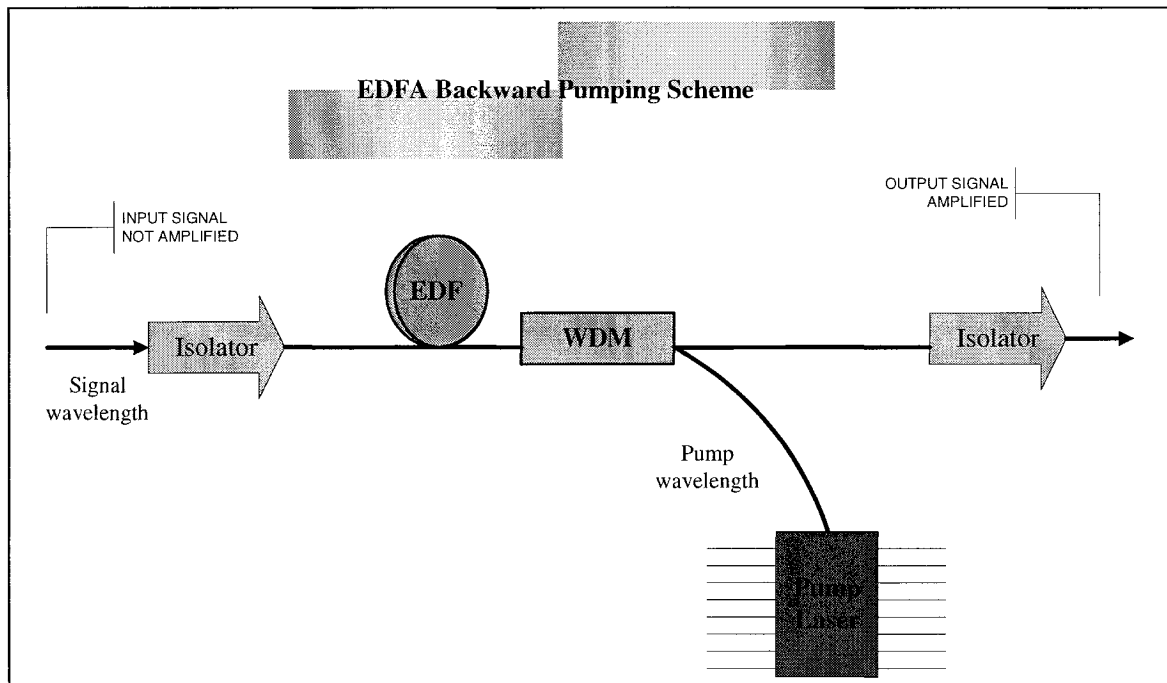 EDFA Backward Pumping Scheme
INPUT SIGNAL
NOT AMPLIFIED
OUTPUT SIGNAL
AMPLIFIED
EDF
Isolator
WDM
Isolator
Signal
wavelength
Pump
wavelength
Pump
Laser